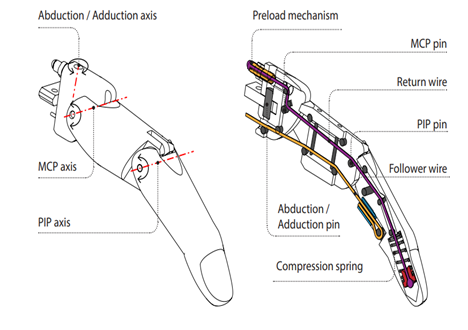 Abduction / Adduction axis
MCP axis
PIP axis
Preload mechanism
MCP pin
Return wire
PIP pin
Follower wire
Abduction /
Adduction pin
Compression spring